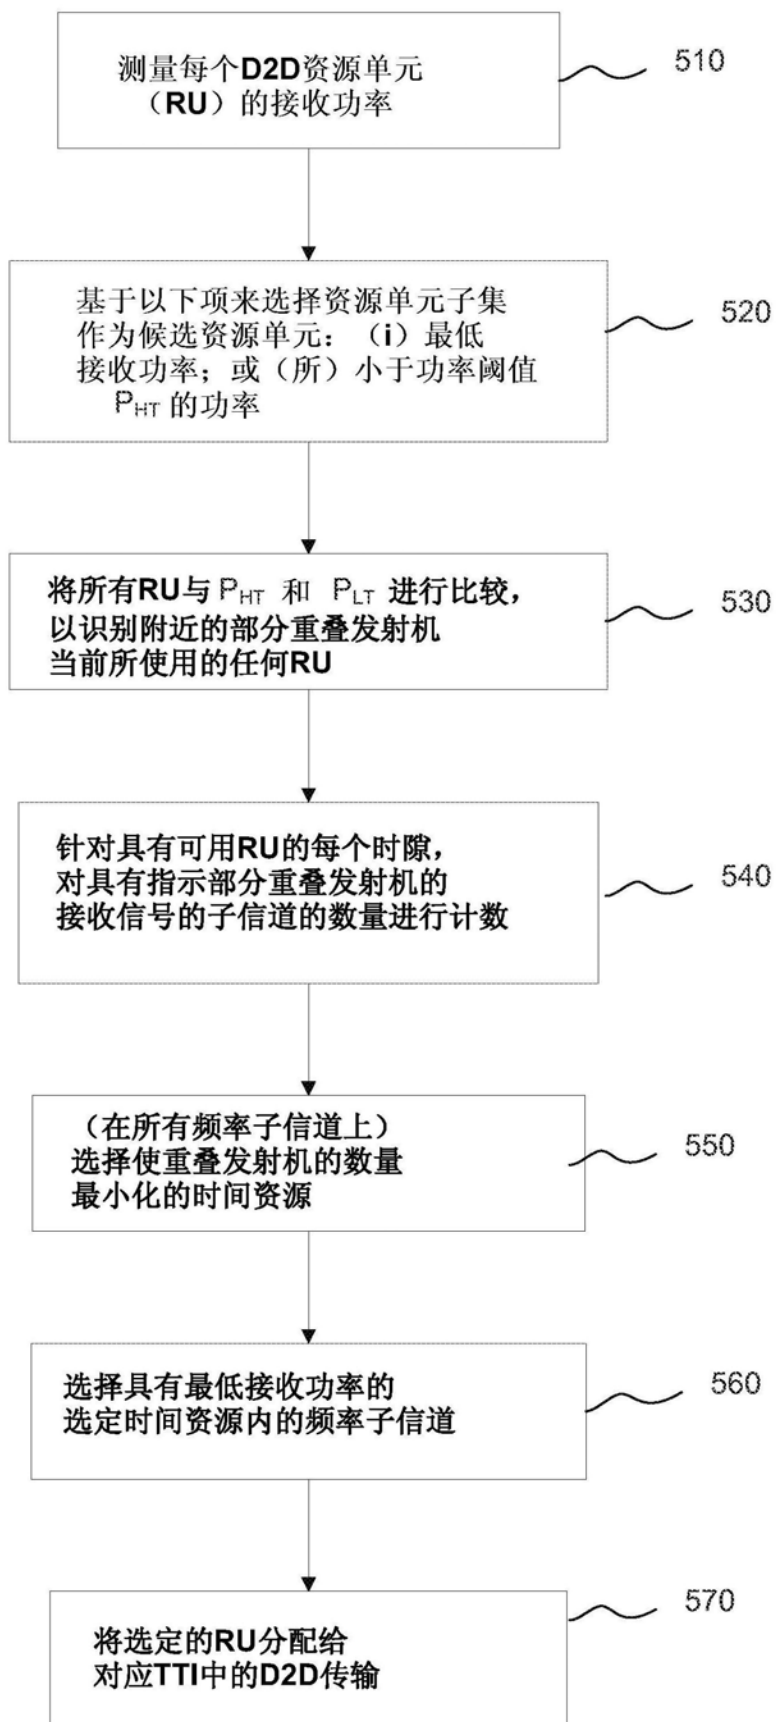 测量每个D2D资源单元
（RU）的接收功率
510
基于以下项来选择资源单元子集
作为候选资源单元：（i）最低
接收功率；或（所）小于功率阈值
PHT 的功率
520
将所有RU与 PHT 和 PLT 进行比较，
以识别附近的部分重叠发射机
当前所使用的任何RU
530
针对具有可用RU的每个时隙，
对具有指示部分重叠发射机的
接收信号的子信道的数量进行计数
540
（在所有频率子信道上）
选择使重叠发射机的数量
最小化的时间资源
550
选择具有最低接收功率的
选定时间资源内的频率子信道
560
将选定的RU分配给
对应TTI中的D2D传输
570